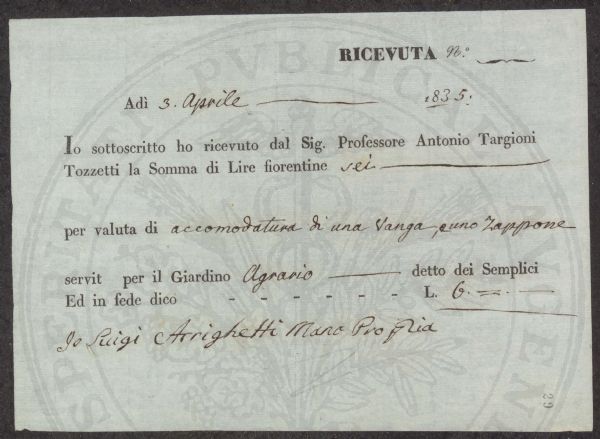 RICEVUTA N.º
Adì 3. Aprile 1835.
Io sottoscritto ho ricevuto dal Sig. Professore Antonio Targioni
Tozzetti la Somma di Lire fiorentine sei
per valuta di accomodatura di una Vanga, e uno Zappone
servit per il Giardino Agrario detto dei Semplici
Ed in fede dico - - - - - - L. 6. =.=
Io Luigi Arrighetti Mano Propria
29